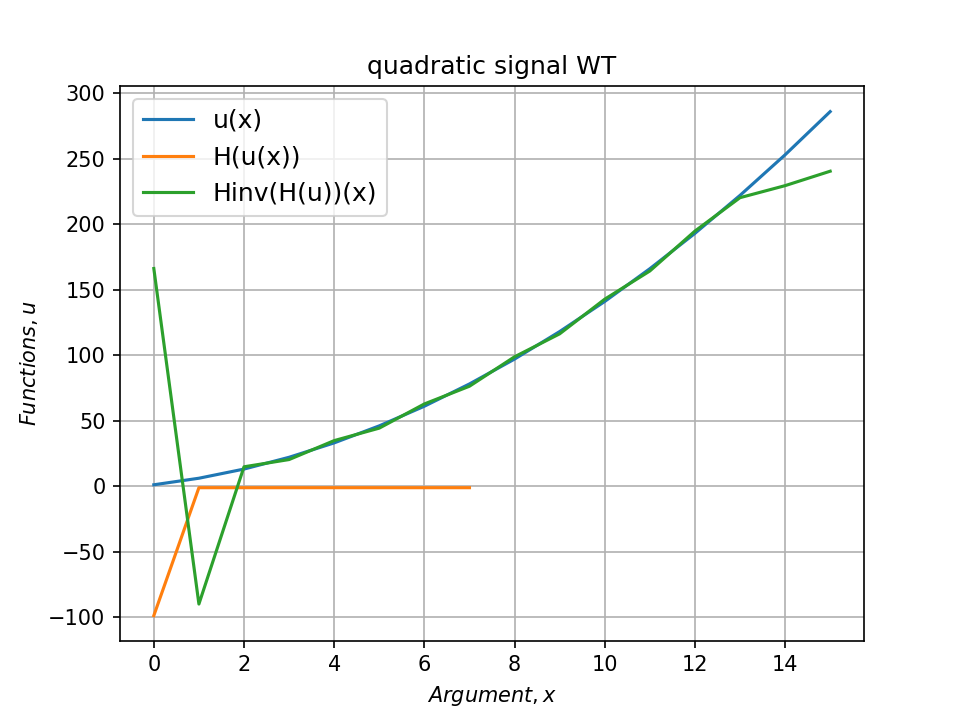 quadratic signal WT
300
250
200
150
100
50
0
−50
−100
u(x)
H(u(x))
Hinv(H(u))(x)
Functions, u
0 2 4 6 8 10 12 14
Argument, x